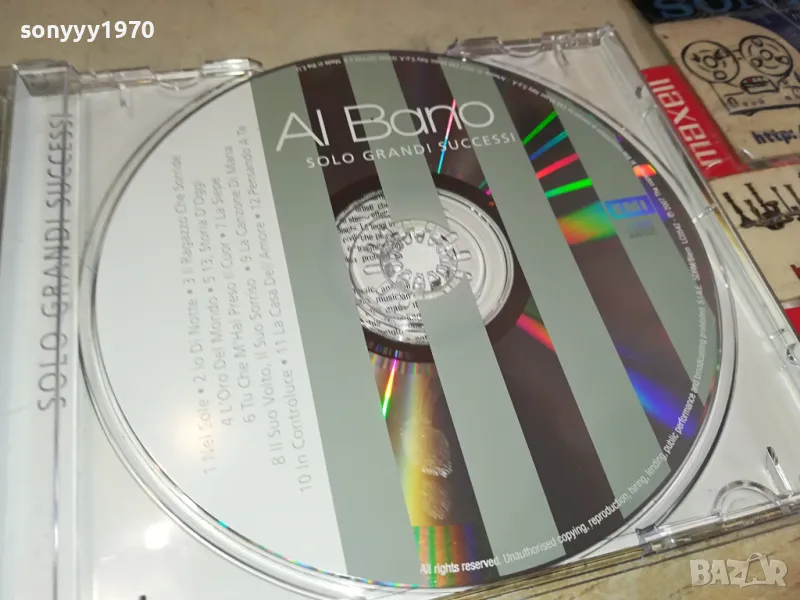 sonyyy1970
SOLO GRANDI SUCCESSI
Al Bano
SOLO GRANDI SUCCESSI
1 Nel Sole • 2 Io Di Notte • 3 Il Ragazzo Che Sorride
4 L'Oro Del Mondo • 5 13, Storia D'Oggi
6 Tu Che M'Hai Preso Il Cuor • 7 La Siepe
8 Il Suo Volto, Il Suo Sorriso • 9 La Canzone Di Maria
10 In Controluce • 11 La Casa Dell'Amore • 12 Pensando A Te
EMI
All rights reserved. Unauthorised copying, reproduction, hiring, lending, public performance and broadcasting prohibited
maxell
http:
BAZAR.bg